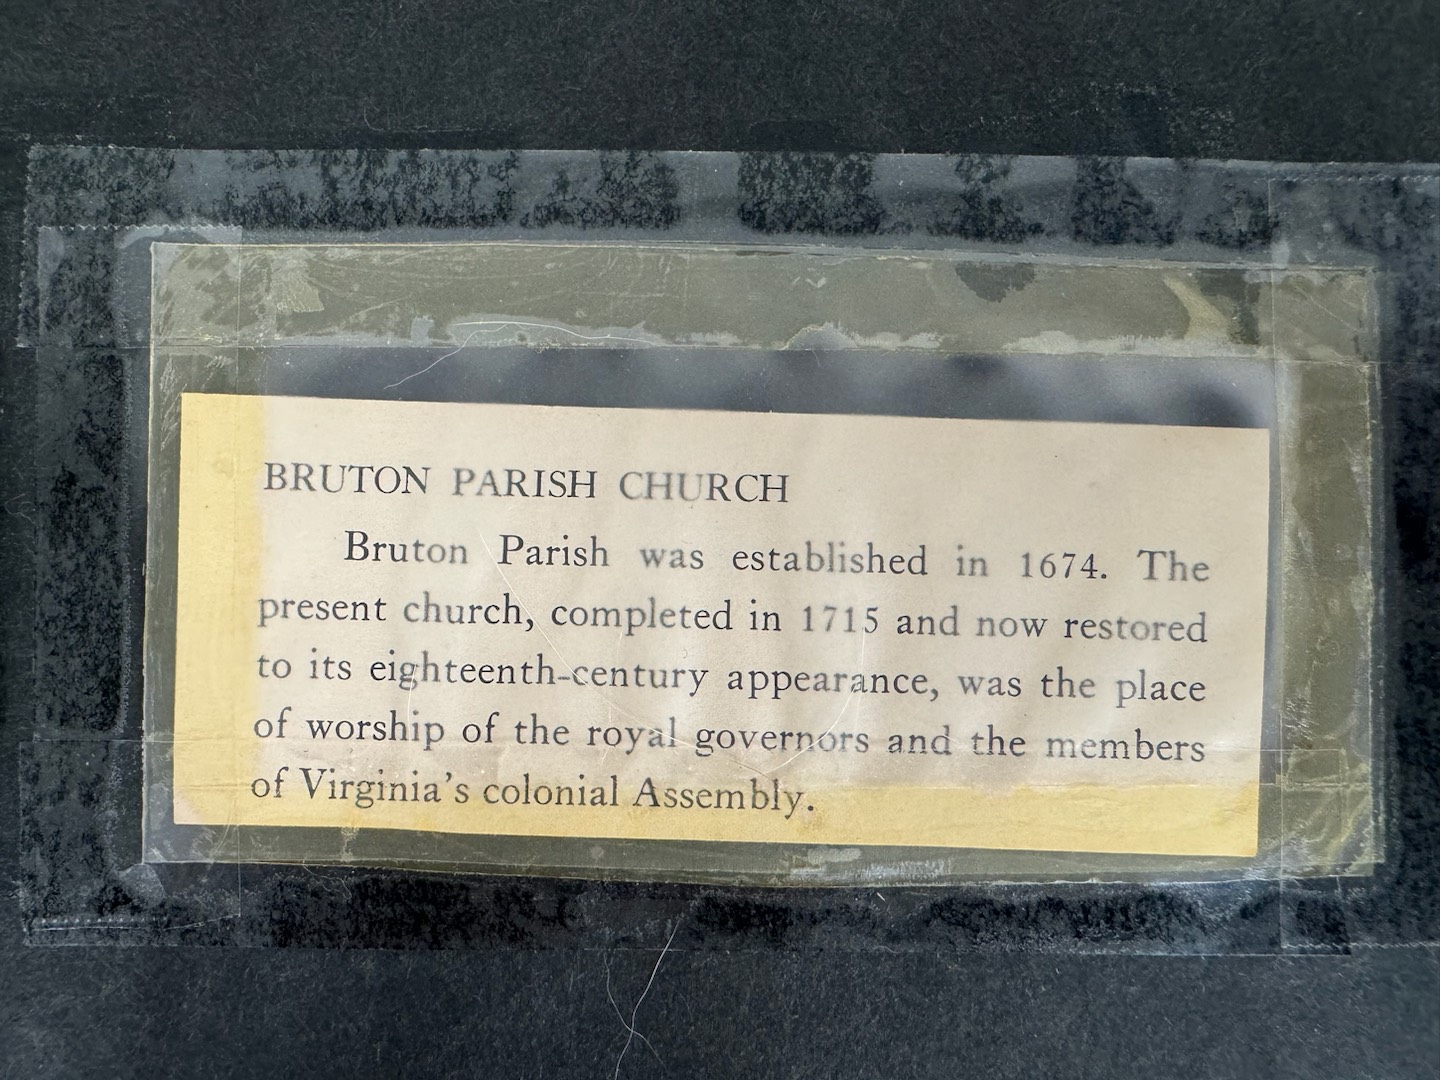 BRUTON PARISH CHURCH
Bruton Parish was established in 1674. The
present church, completed in 1715 and now restored
to its eighteenth-century appearance, was the place
of worship of the royal governors and the members
of Virginia's colonial Assembly.